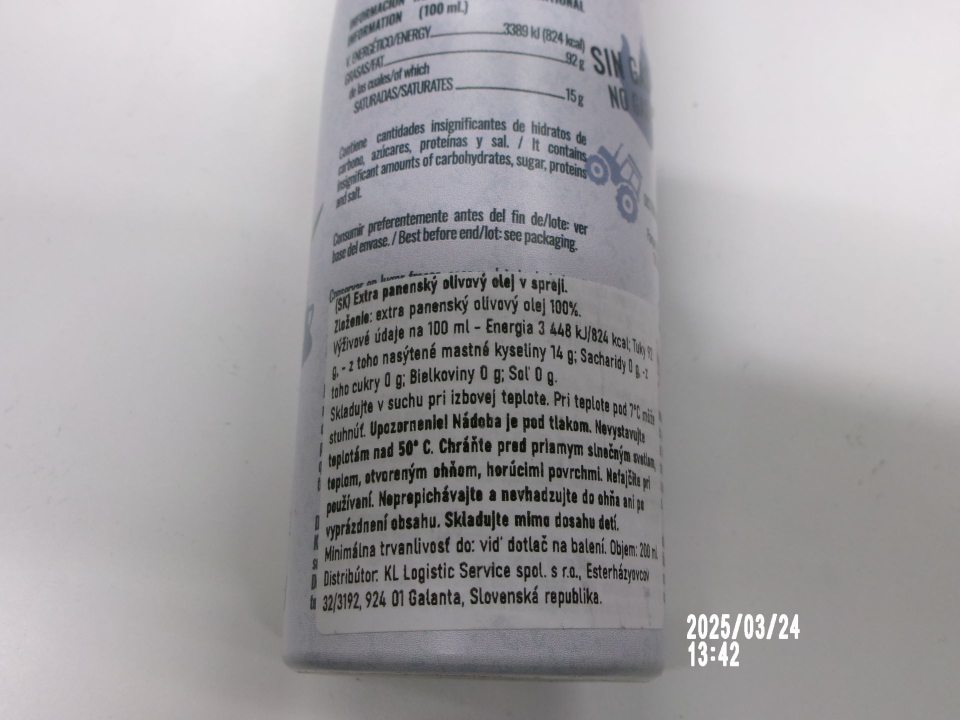 INFORMATION (100 ml.)
V. ENERGÉTICO/ENERGY 3389 kJ (824 kcal)
GRASAS/FAT 92 g
de las cuales/of which
SATURADAS/SATURATES 15 g
SIN
NO
Contiene cantidades insignificantes de hidratos de
carbono, azúcares, proteínas y sal. / It contains
insignificant amounts of carbohydrates, sugar, proteins
and salt.
Consumir preferentemente antes del fin de/lote: ver
base del envase. / Best before end/lot: see packaging.
(SK) Extra panenský olivový olej v spreji.
Zloženie: extra panenský olívový olej 100%.
Výživové údaje na 100 ml - Energia 3 448 kJ/824 kcal; Tuky 92
g, - z toho nasýtené mastné kyseliny 14 g; Sacharidy 0 g, -z
toho cukry 0 g; Bielkoviny 0 g; Soľ 0 g.
Skladujte v suchu pri izbovej teplote. Pri teplote pod 7°C môže
stuhnúť. Upozornenie! Nádoba je pod tlakom. Nevystavujte
teplotám nad 50° C. Chráňte pred priamym slnečným svetlom,
teplom, otvoreným ohňom, horúcimi povrchmi. Nefajčite pri
používaní. Neprepichávajte a nevhadzujte do ohňa ani po
vyprázdnení obsahu. Skladujte mimo dosahu detí.
Minimálna trvanlivosť do: viď dotlač na balení. Objem: 200 ml
Distribútor: KL Logistic Service spol. s r.o., Esterházyovcov
32/3192, 924 01 Galanta, Slovenská republika.
2025/03/24
13:42